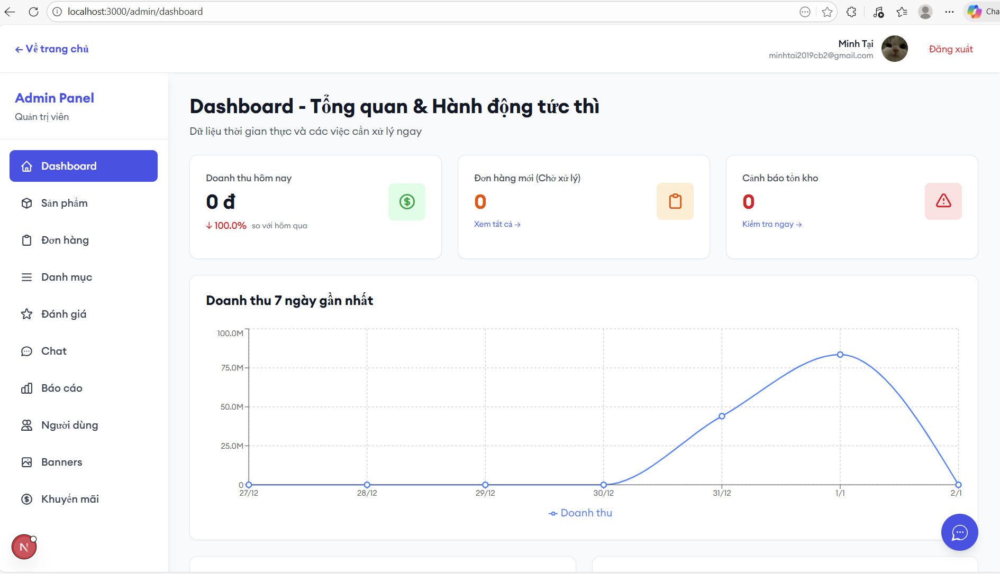 localhost:3000/admin/dashboard
Cha
← Về trang chủ
Minh Tại
minhtai2019cb2@gmail.com
Đăng xuất
Admin Panel
Quản trị viên
Dashboard
Sản phẩm
Đơn hàng
Danh mục
Đánh giá
Chat
Báo cáo
Người dùng
Banners
Khuyến mãi
N
Dashboard - Tổng quan & Hành động tức thì
Dữ liệu thời gian thực và các việc cần xử lý ngay
Doanh thu hôm nay
0 đ
↓ 100.0% so với hôm qua
Đơn hàng mới (Chờ xử lý)
0
Xem tất cả →
Cảnh báo tồn kho
0
Kiểm tra ngay →
Doanh thu 7 ngày gần nhất
100.0M
75.0M
50.0M
25.0M
0
27/12 28/12 29/12 30/12 31/12 1/1 2/1
Doanh thu